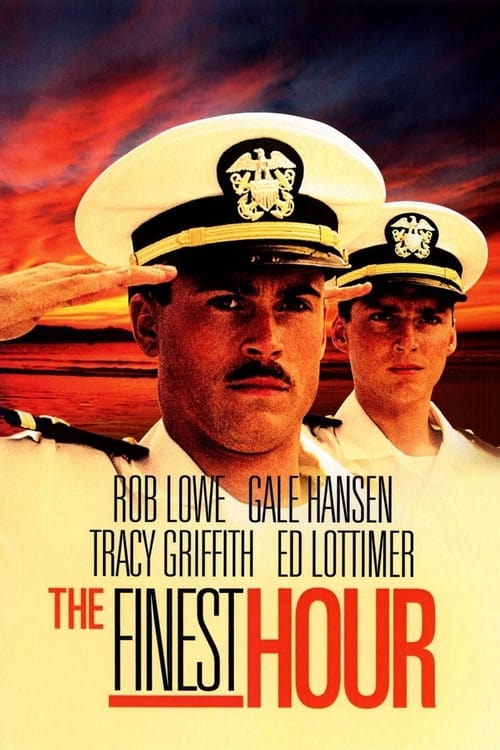 ROB LOWE GALE HANSEN
TRACY GRIFFITH ED LOTTIMER
THE FINEST HOUR